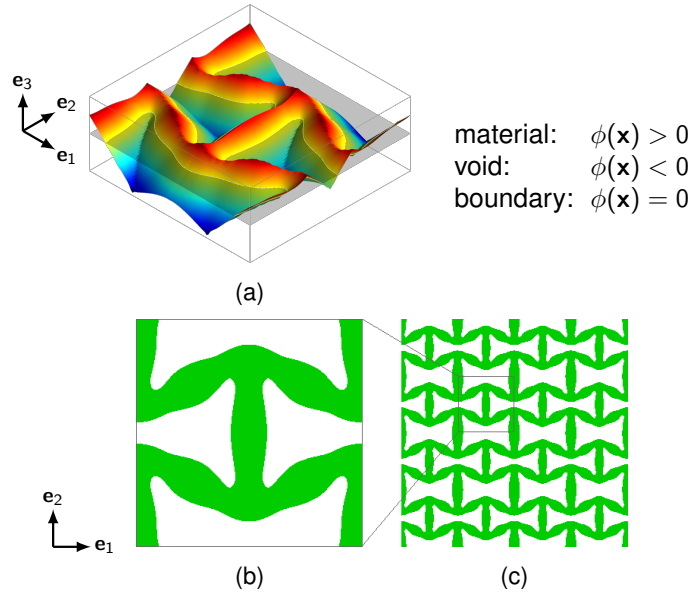 e3
e2
e1
material: ϕ(x) > 0
void: ϕ(x) < 0
boundary: ϕ(x) = 0
(a)
e2
e1
(b) (c)